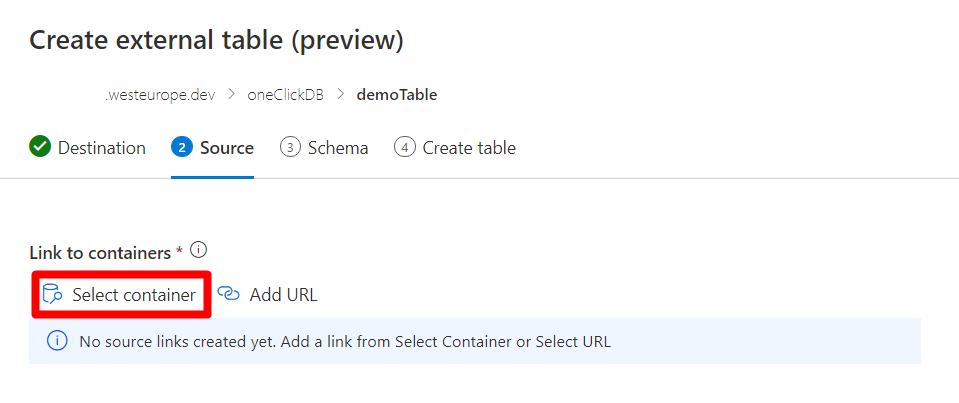 Create external table (preview)
.westeurope.dev > oneClickDB > demoTable
Destination 2 Source 3 Schema 4 Create table
Link to containers * i
Select container Add URL
i No source links created yet. Add a link from Select Container or Select URL